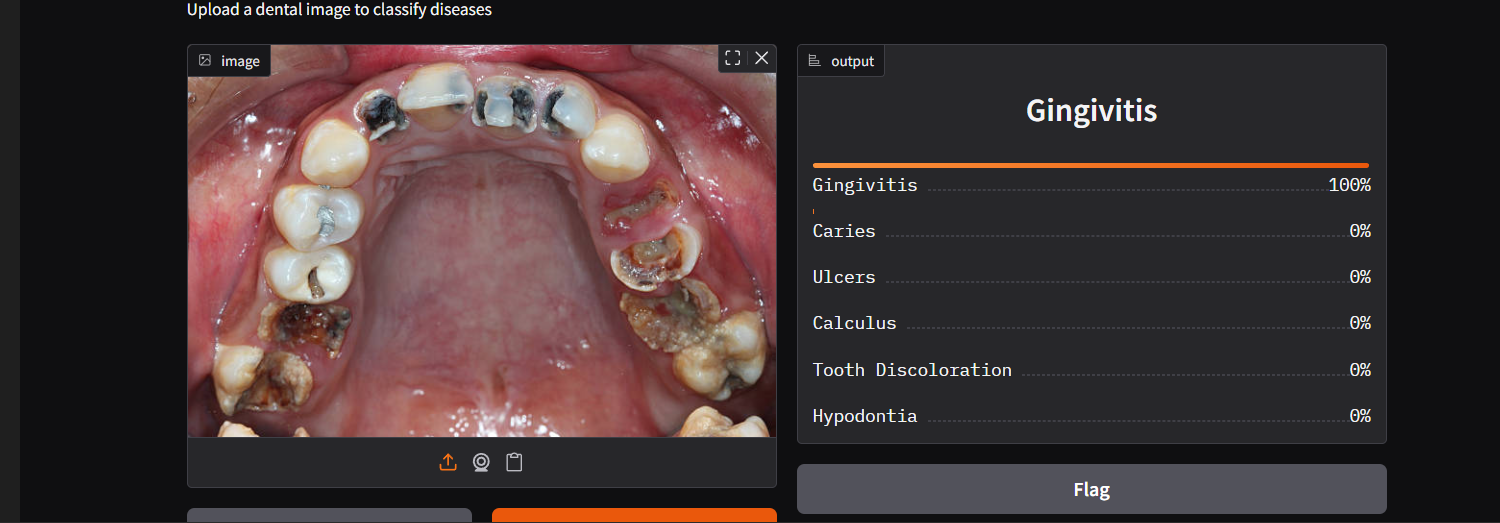 Upload a dental image to classify diseases
image
output
Gingivitis
Gingivitis 100%
Caries 0%
Ulcers 0%
Calculus 0%
Tooth Discoloration 0%
Hypodontia 0%
Flag